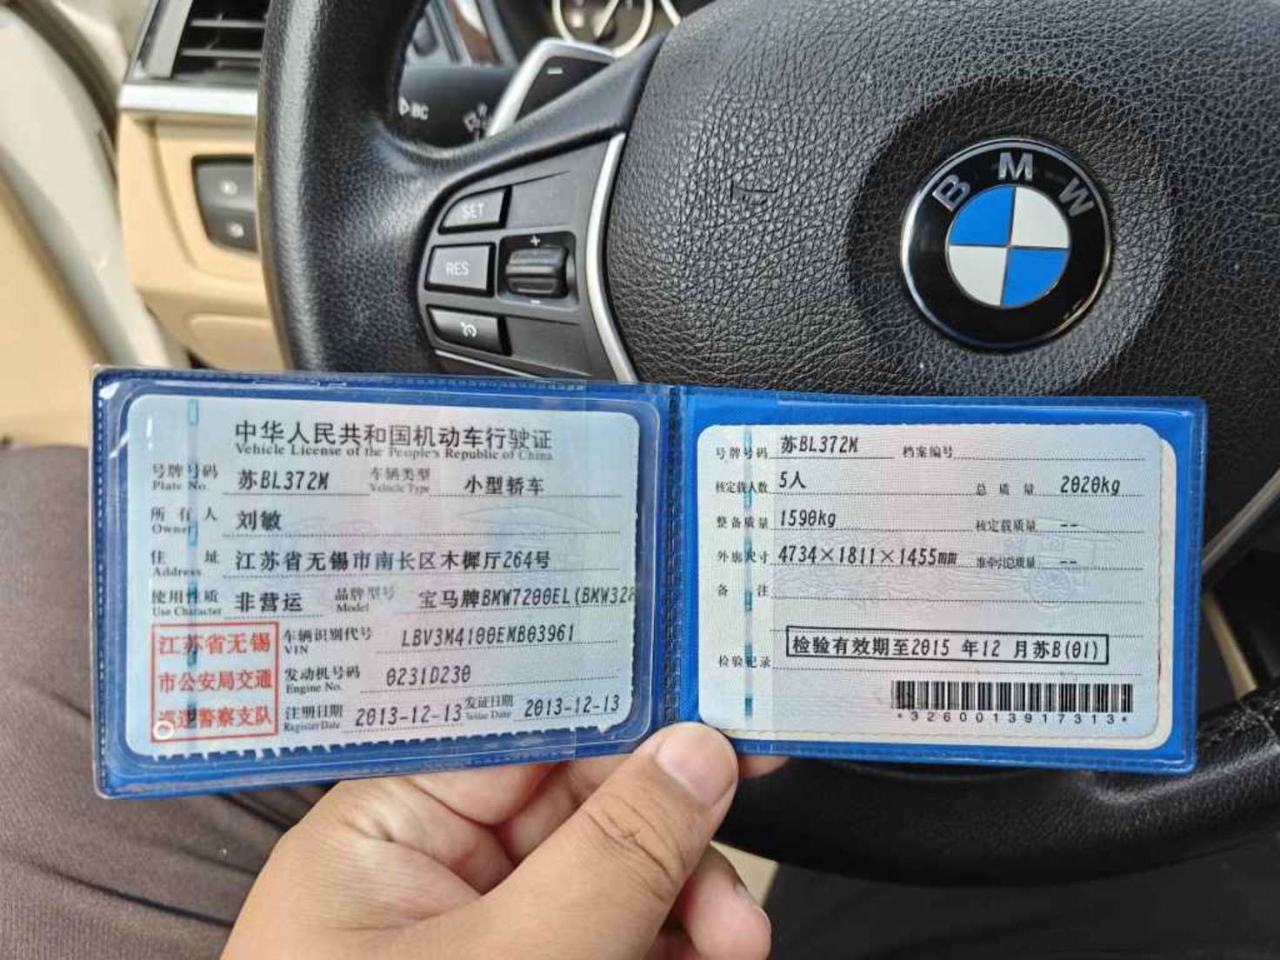 BC
SET
+
RES
−
BMW
中华人民共和国机动车行驶证
Vehicle License of the People's Republic of China
号牌号码 苏BL372M 车辆类型 小型轿车
Plate No. Vehicle Type
所有人 刘敏
Owner
住址 江苏省无锡市南长区木樨厅264号
Address
使用性质 非营运 品牌型号 宝马牌BMW7200EL(BMW328
Use Character Model
江苏省无锡
市公安局交通
巡逻警察支队
车辆识别代号 LBV3M4100EMB03961
VIN
发动机号码 0231D230
Engine No.
注册日期 2013-12-13 发证日期 2013-12-13
Register Date Issue Date
号牌号码 苏BL372M 档案编号
核定载人数 5人 总质量 2020kg
整备质量 1590kg 核定载质量 --
外廓尺寸 4734×1811×1455mm 准牵引总质量 --
备注
检验有效期至2015 年12 月苏B(01)
检验记录
*3260013917313*